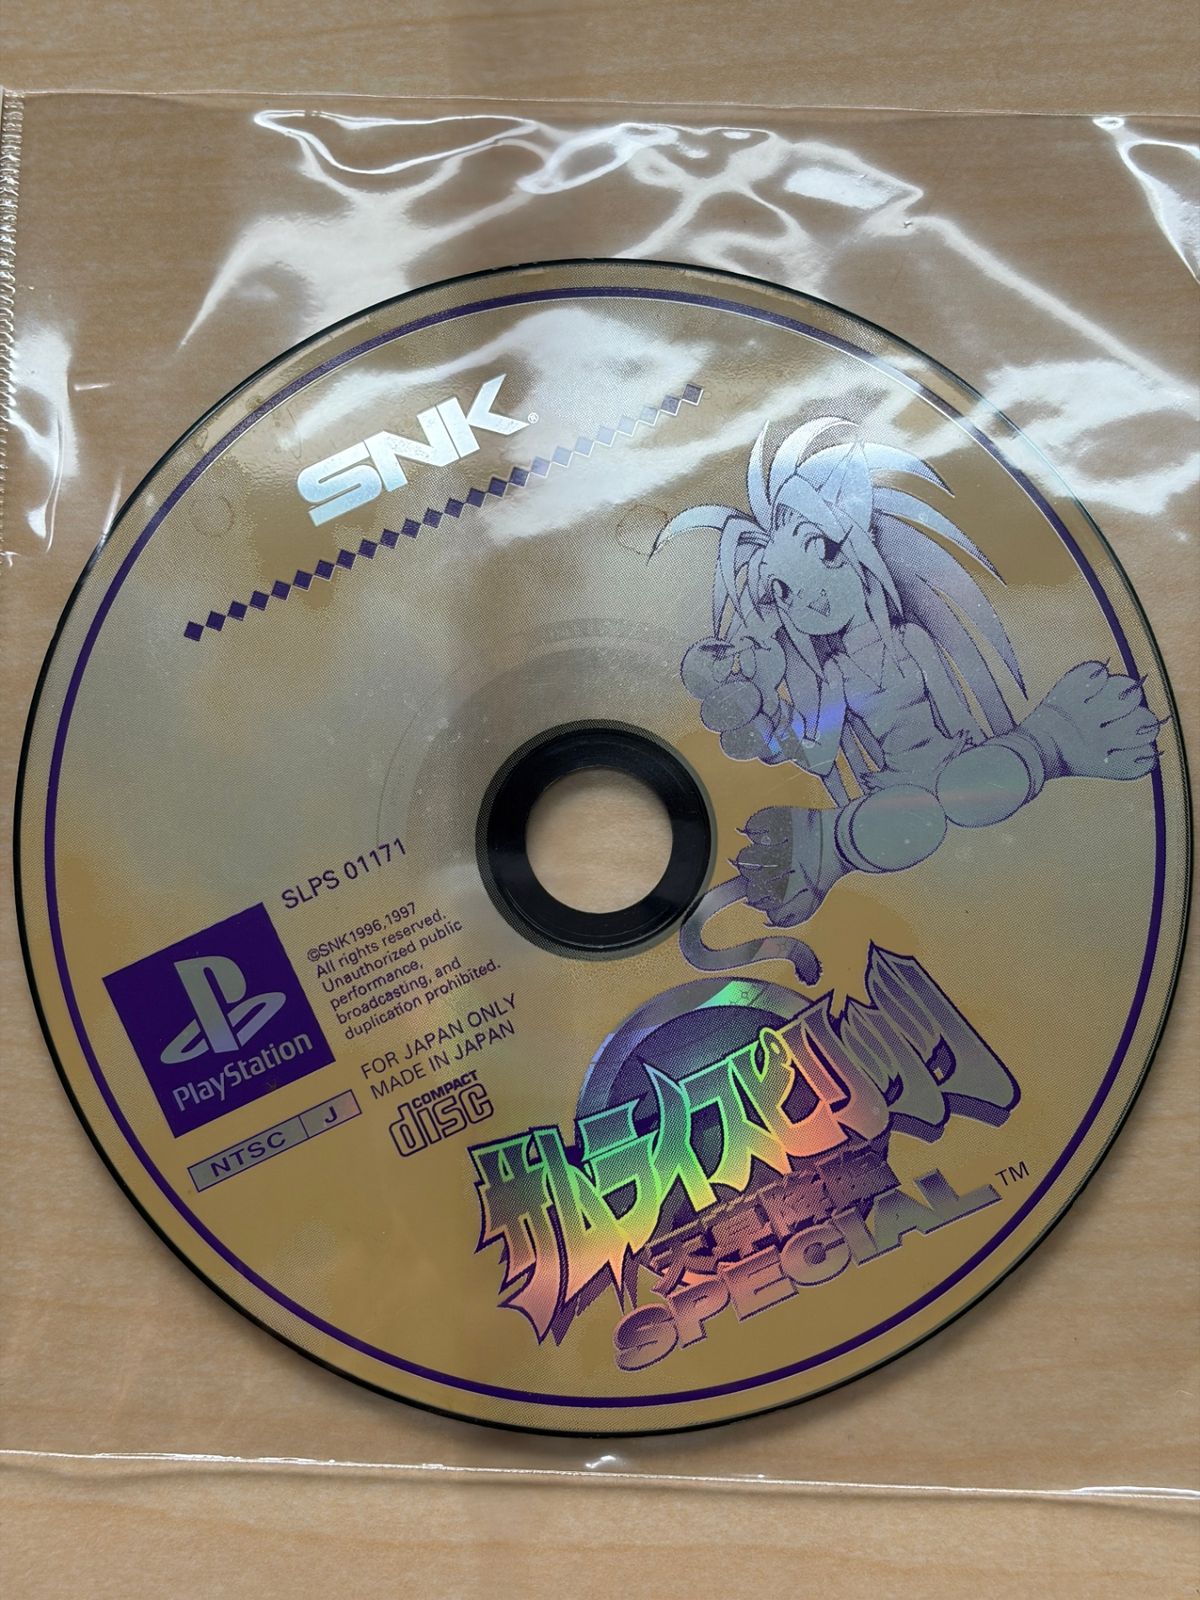 SNK®
SLPS 01171
©SNK1996,1997
All rights reserved.
Unauthorized public
performance,
broadcasting, and
duplication prohibited.
FOR JAPAN ONLY
MADE IN JAPAN
PlayStation
NTSC J
COMPACT
disc
サムライスピリッツ
天草降臨
SPECIAL™